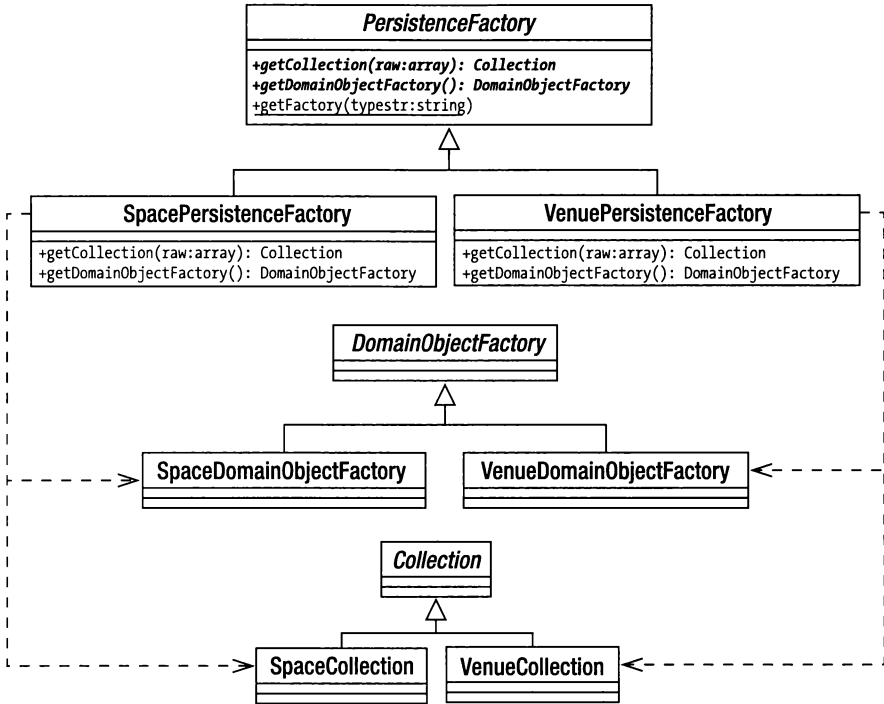 PersistenceFactory
+getCollection(raw:array): Collection
+getDomainObjectFactory(): DomainObjectFactory
+getFactory(typestr:string)
SpacePersistenceFactory
+getCollection(raw:array): Collection
+getDomainObjectFactory(): DomainObjectFactory
VenuePersistenceFactory
+getCollection(raw:array): Collection
+getDomainObjectFactory(): DomainObjectFactory
DomainObjectFactory
SpaceDomainObjectFactory
VenueDomainObjectFactory
Collection
SpaceCollection
VenueCollection